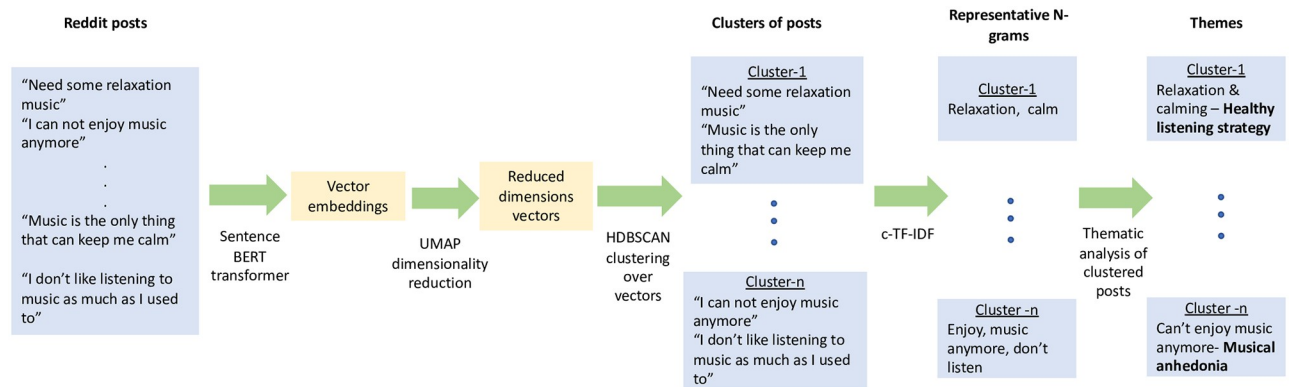 Reddit posts
“Need some relaxation
music”
“I can not enjoy music
anymore”
.
.
.
“Music is the only thing
that can keep me calm”
“I don’t like listening to
music as much as I used
to”
Sentence
BERT
transformer
Vector
embeddings
UMAP
dimensionality
reduction
Reduced
dimensions
vectors
HDBSCAN
clustering
over
vectors
Clusters of posts
Cluster-1
“Need some relaxation
music”
“Music is the only
thing that can keep me
calm”
Cluster-n
“I can not enjoy music
anymore”
“I don’t like listening to
music as much as I used
to”
c-TF-IDF
Representative N-
grams
Cluster-1
Relaxation, calm
Cluster -n
Enjoy, music
anymore, don’t
listen
Thematic
analysis of
clustered
posts
Themes
Cluster-1
Relaxation &
calming – Healthy
listening strategy
Cluster -n
Can’t enjoy music
anymore- Musical
anhedonia